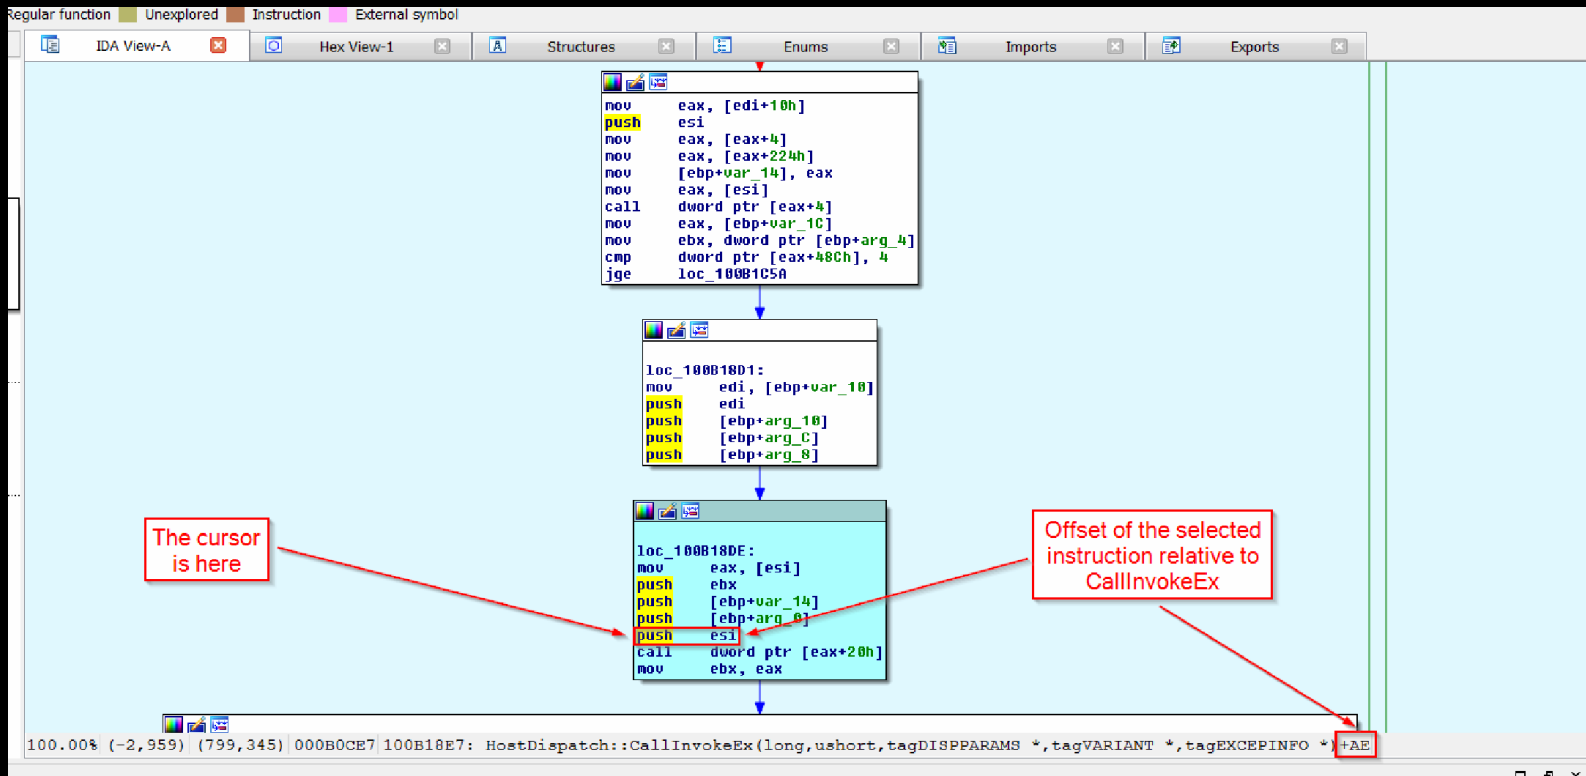 Regular function Unexplored Instruction External symbol
IDA View-A Hex View-1 Structures Enums Imports Exports
mov eax, [edi+10h]
push esi
mov eax, [eax+4]
mov eax, [eax+224h]
mov [ebp+var_14], eax
mov eax, [esi]
call dword ptr [eax+4]
mov eax, [ebp+var_1C]
mov ebx, dword ptr [ebp+arg_4]
cmp dword ptr [eax+48Ch], 4
jge loc_100B1C5A
loc_100B18D1:
mov edi, [ebp+var_10]
push edi
push [ebp+arg_10]
push [ebp+arg_C]
push [ebp+arg_8]
The cursor
is here
loc_100B18DE:
mov eax, [esi]
push ebx
push [ebp+var_14]
push [ebp+arg_0]
push esi
call dword ptr [eax+20h]
mov ebx, eax
Offset of the selected
instruction relative to
CallInvokeEx
100.00% (-2,959) (799,345) 000B0CE7 100B18E7: HostDispatch::CallInvokeEx(long,ushort,tagDISPPARAMS *,tagVARIANT *,tagEXCEPINFO *)+AE